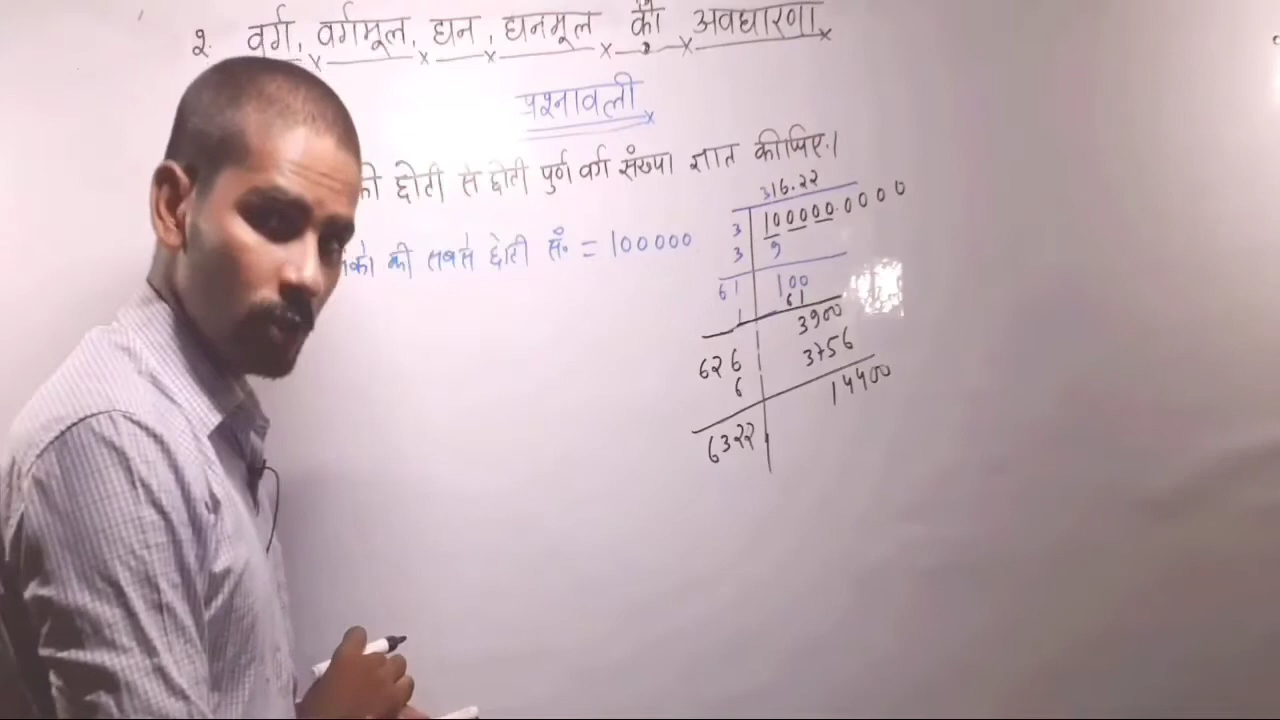 २. वर्ग, वर्गमूल, घन, घनमूल की अवधारणा
प्रश्नावली
की छोटी से छोटी पुर्ण वर्ग संख्या ज्ञात कीजिए।
की सबसे छोटी सं० = 100000
316.22
3 100000.0000
3 9
61 100
1 61
3900
626 3756
6
14400
6322